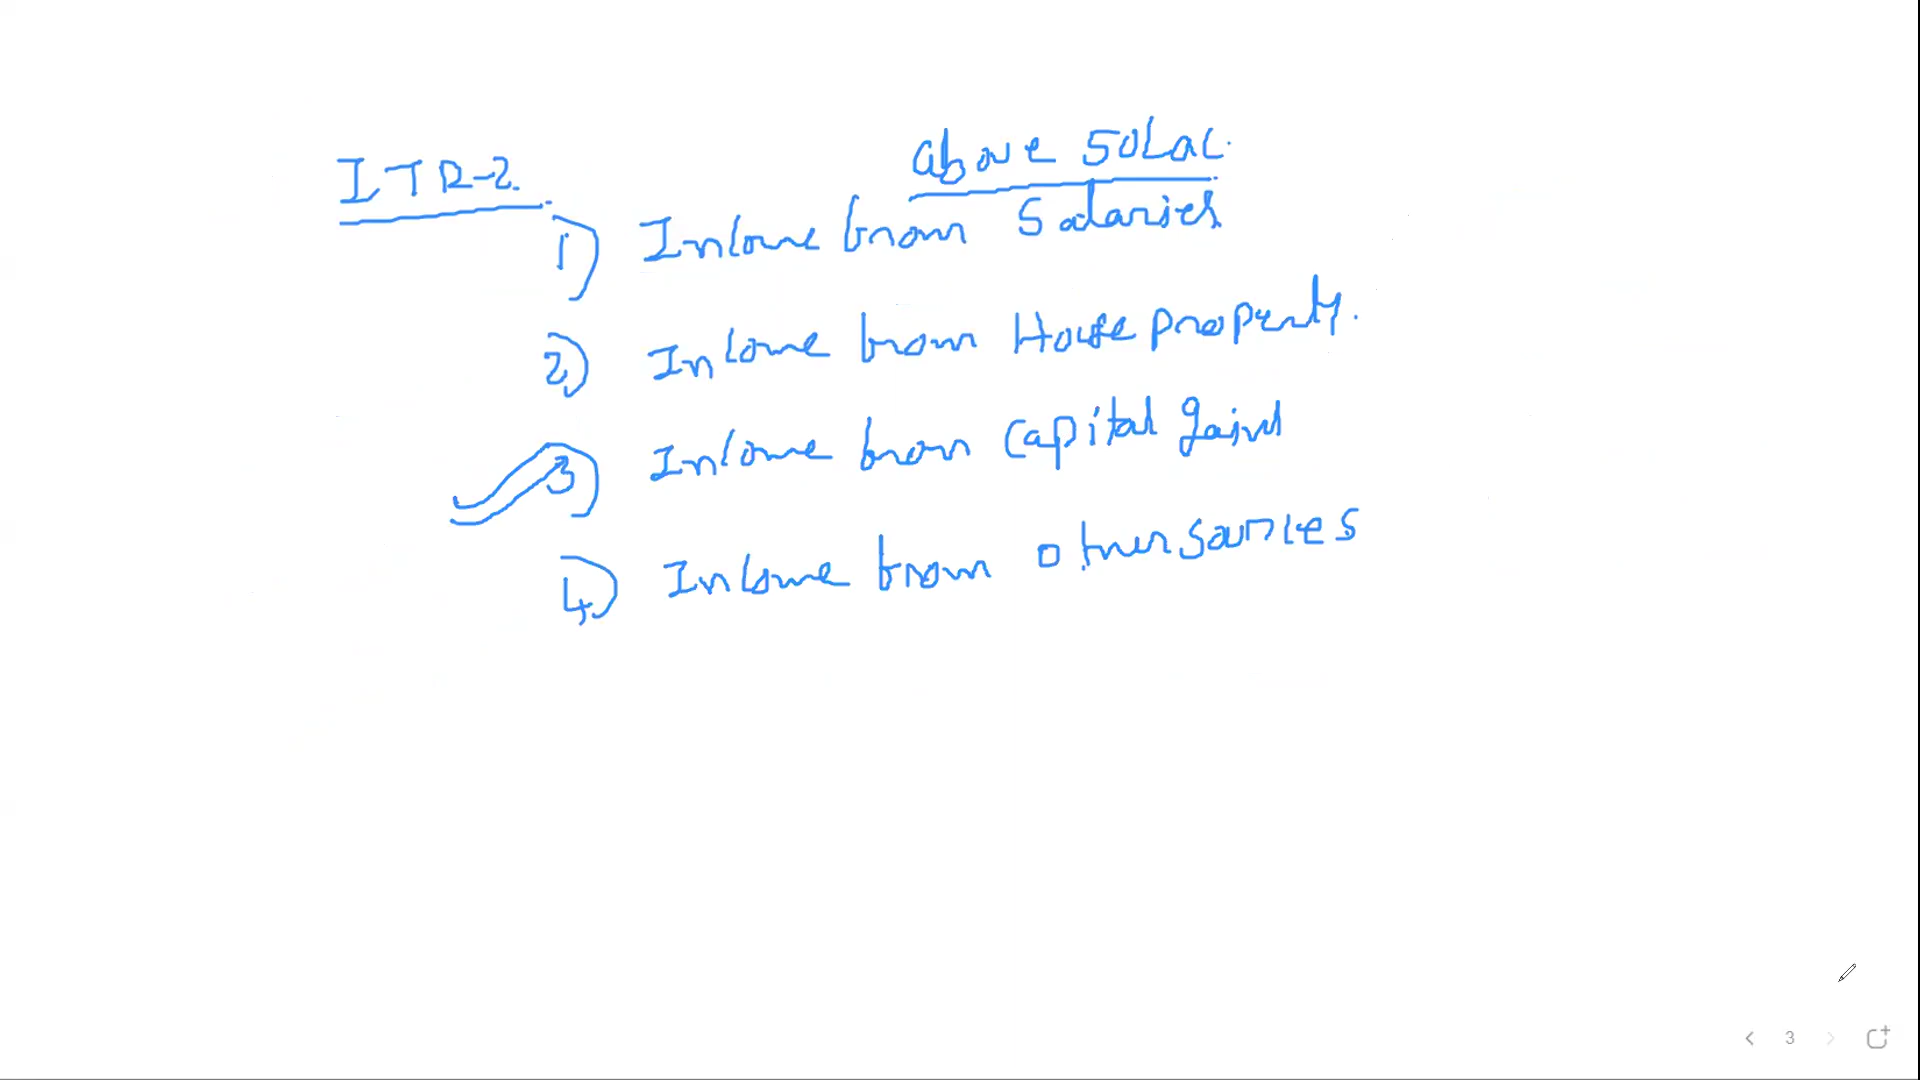 above 50Lac.
ITR-2.
1) Income from Salaries
2) Income from House property.
3) Income from Capital gains
4) Income from other sources
3